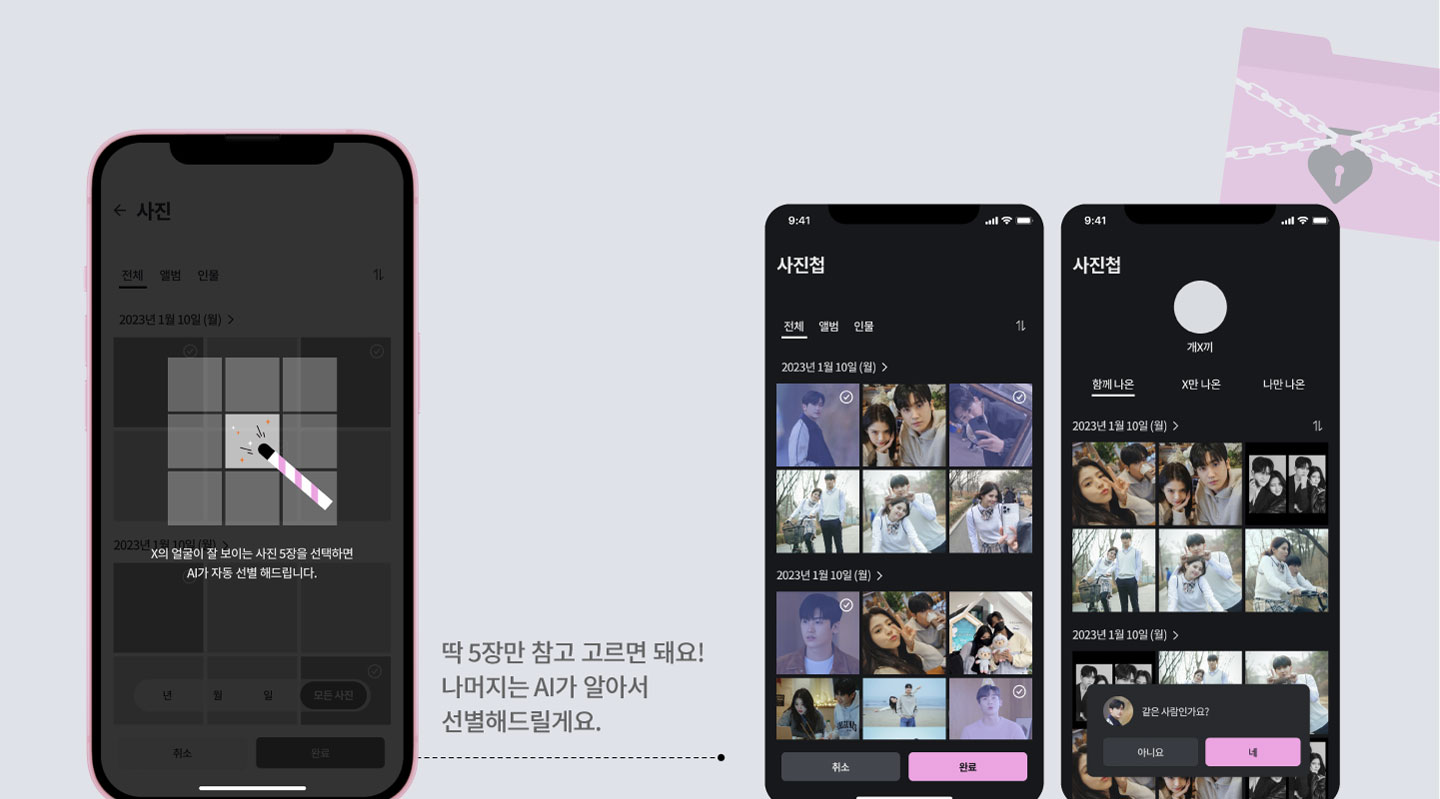 사진
전체 앨범 인물
2023년 1월 10일 (월)
2023년 1월 10일 (월)
X의 얼굴이 잘 보이는 사진 5장을 선택하면
AI가 자동 선별 해드립니다.
년 월 일 모든 사진
취소 완료
딱 5장만 참고 고르면 돼요!
나머지는 AI가 알아서
선별해드릴게요.
9:41
사진첩
전체 앨범 인물
2023년 1월 10일 (월)
2023년 1월 10일 (월)
취소 완료
9:41
사진첩
개X끼
함께 나온 X만 나온 나만 나온
2023년 1월 10일 (월)
2023년 1월 10일 (월)
같은 사람인가요?
아니요 네